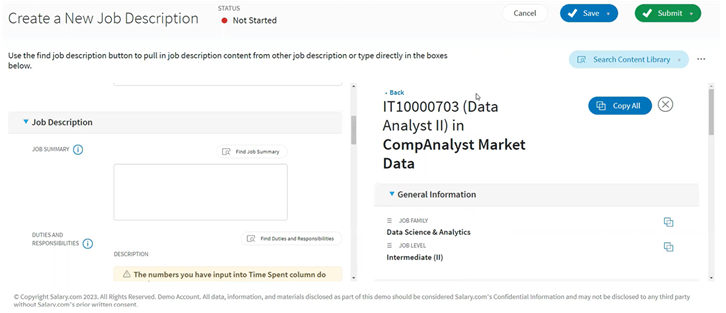 Create a New Job Description
STATUS
Not Started
Cancel
Save
Submit
Use the find job description button to pull in job description content from other job description or type directly in the boxes
below.
Search Content Library
Job Description
JOB SUMMARY
Find Job Summary
DUTIES AND
RESPONSIBILITIES
Find Duties and Responsibilities
DESCRIPTION
The numbers you have input into Time Spent column do
Back
IT10000703 (Data
Analyst II) in
CompAnalyst Market
Data
Copy All
General Information
JOB FAMILY
Data Science & Analytics
JOB LEVEL
Intermediate (II)
© Copyright Salary.com 2023. All Rights Reserved. Demo Account. All data, information, and materials disclosed as part of this demo should be considered Salary.com's Confidential Information and may not be disclosed to any third party
without Salary.com's prior written consent.